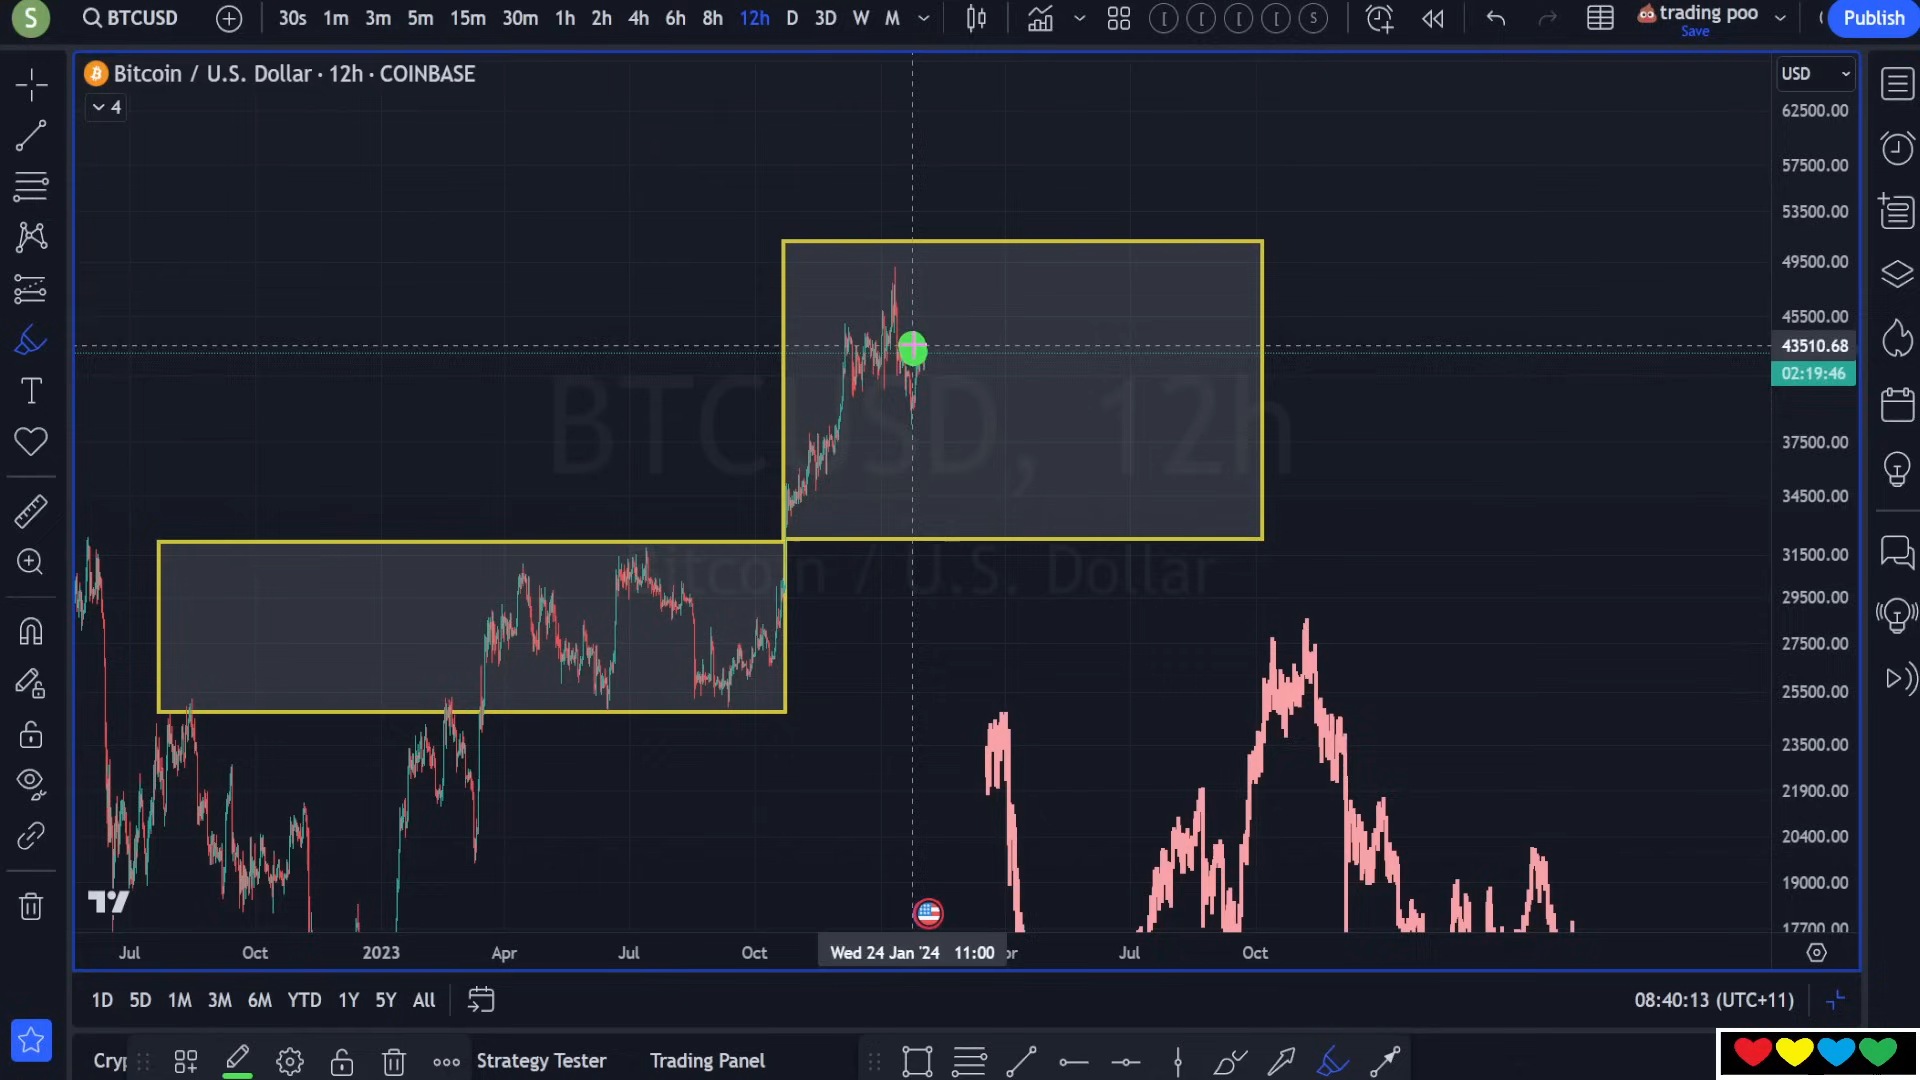 S BTCUSD 30s 1m 3m 5m 15m 30m 1h 2h 4h 6h 8h 12h D 3D W M S trading poo Save Publish
Bitcoin / U.S. Dollar · 12h · COINBASE
4
USD
62500.00
57500.00
53500.00
49500.00
45500.00
43510.68
02:19:46
37500.00
34500.00
31500.00
29500.00
27500.00
25500.00
23500.00
21900.00
20400.00
19000.00
17700.00
BTCUSD, 12h
Bitcoin / U.S. Dollar
Jul Oct 2023 Apr Jul Oct Wed 24 Jan '24 11:00 Jul Oct
1D 5D 1M 3M 6M YTD 1Y 5Y All 08:40:13 (UTC+11)
Strategy Tester Trading Panel